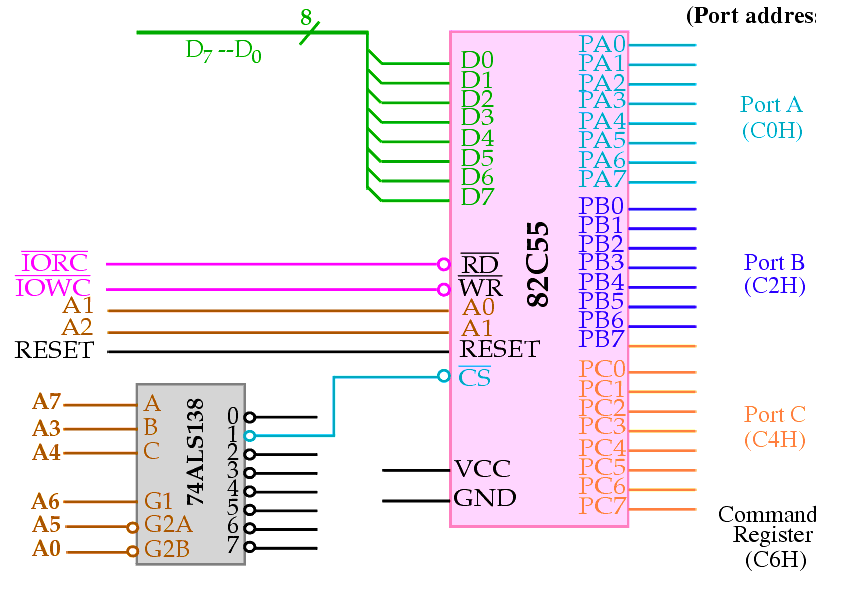 (Port address
8
D7 --D0
D0
D1
D2
D3
D4
D5
D6
D7
IORC
IOWC
A1
A2
RESET
RD
WR
A0
A1
RESET
CS
VCC
GND
82C55
PA0
PA1
PA2
PA3
PA4
PA5
PA6
PA7
PB0
PB1
PB2
PB3
PB4
PB5
PB6
PB7
PC0
PC1
PC2
PC3
PC4
PC5
PC6
PC7
Port A
(C0H)
Port B
(C2H)
Port C
(C4H)
Command
Register
(C6H)
A7
A3
A4
A6
A5
A0
A
B
C
G1
G2A
G2B
74ALS138
0
1
2
3
4
5
6
7